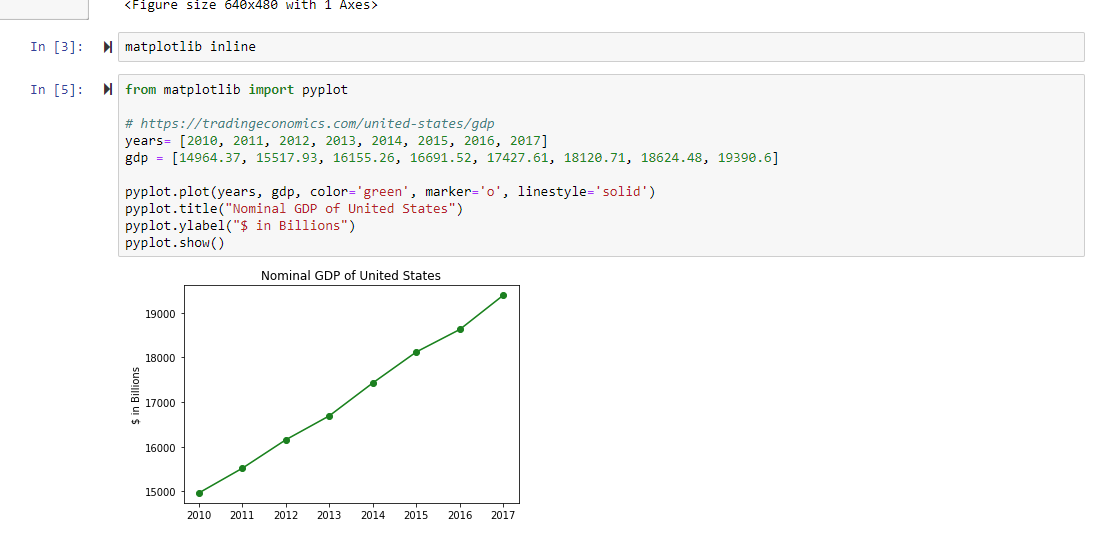 <Figure size 640x480 with 1 Axes>
In [3]: matplotlib inline
In [5]: from matplotlib import pyplot
# https://tradingeconomics.com/united-states/gdp
years= [2010, 2011, 2012, 2013, 2014, 2015, 2016, 2017]
gdp = [14964.37, 15517.93, 16155.26, 16691.52, 17427.61, 18120.71, 18624.48, 19390.6]
pyplot.plot(years, gdp, color='green', marker='o', linestyle='solid')
pyplot.title("Nominal GDP of United States")
pyplot.ylabel("$ in Billions")
pyplot.show()
Nominal GDP of United States
19000
18000
17000
16000
15000
$ in Billions
2010 2011 2012 2013 2014 2015 2016 2017